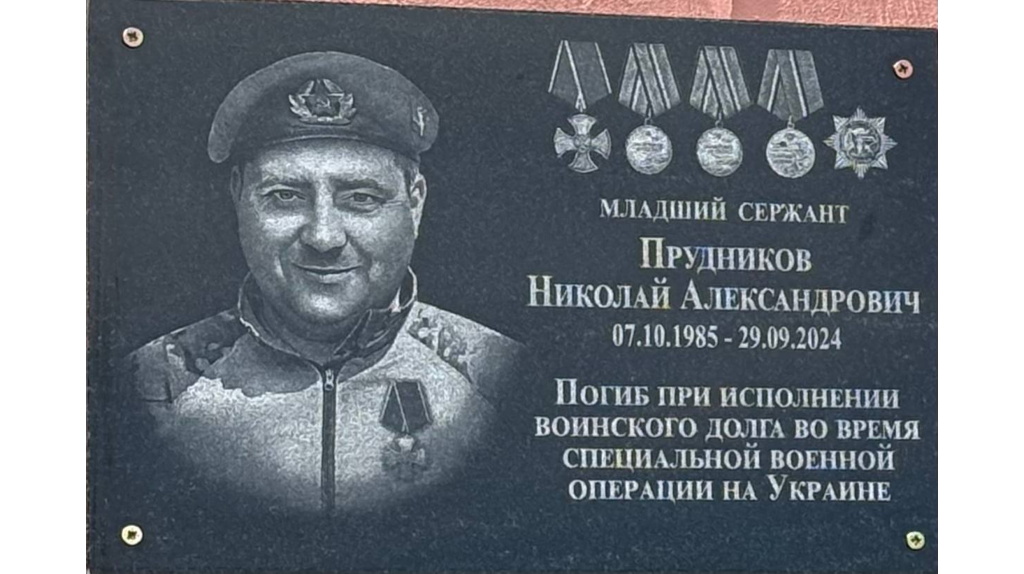 МЛАДШИЙ СЕРЖАНТ
ПРУДНИКОВ
НИКОЛАЙ АЛЕКСАНДРОВИЧ
07.10.1985 - 29.09.2024
ПОГИБ ПРИ ИСПОЛНЕНИИ
ВОИНСКОГО ДОЛГА ВО ВРЕМЯ
СПЕЦИАЛЬНОЙ ВОЕННОЙ
ОПЕРАЦИИ НА УКРАИНЕ